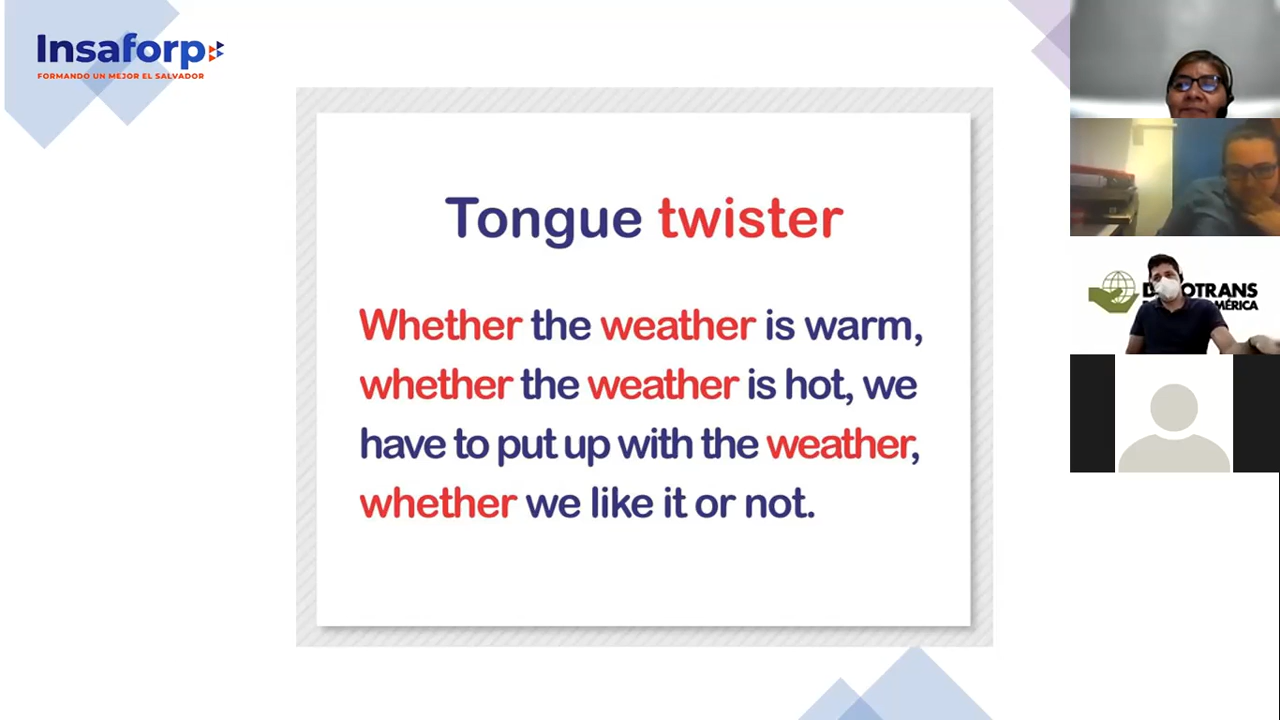 Insaforp
FORMANDO UN MEJOR EL SALVADOR
Tongue twister
Whether the weather is warm,
whether the weather is hot, we
have to put up with the weather,
whether we like it or not.